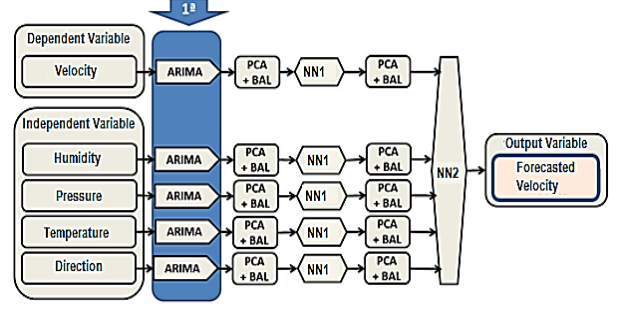 1ª
Dependent Variable
Velocity
ARIMA
PCA
+ BAL
NN1
PCA
+ BAL
Independent Variable
Humidity
ARIMA
PCA
+ BAL
NN1
PCA
+ BAL
Pressure
ARIMA
PCA
+ BAL
NN1
PCA
+ BAL
Temperature
ARIMA
PCA
+ BAL
NN1
PCA
+ BAL
Direction
ARIMA
PCA
+ BAL
NN1
PCA
+ BAL
NN2
Output Variable
Forecasted
Velocity